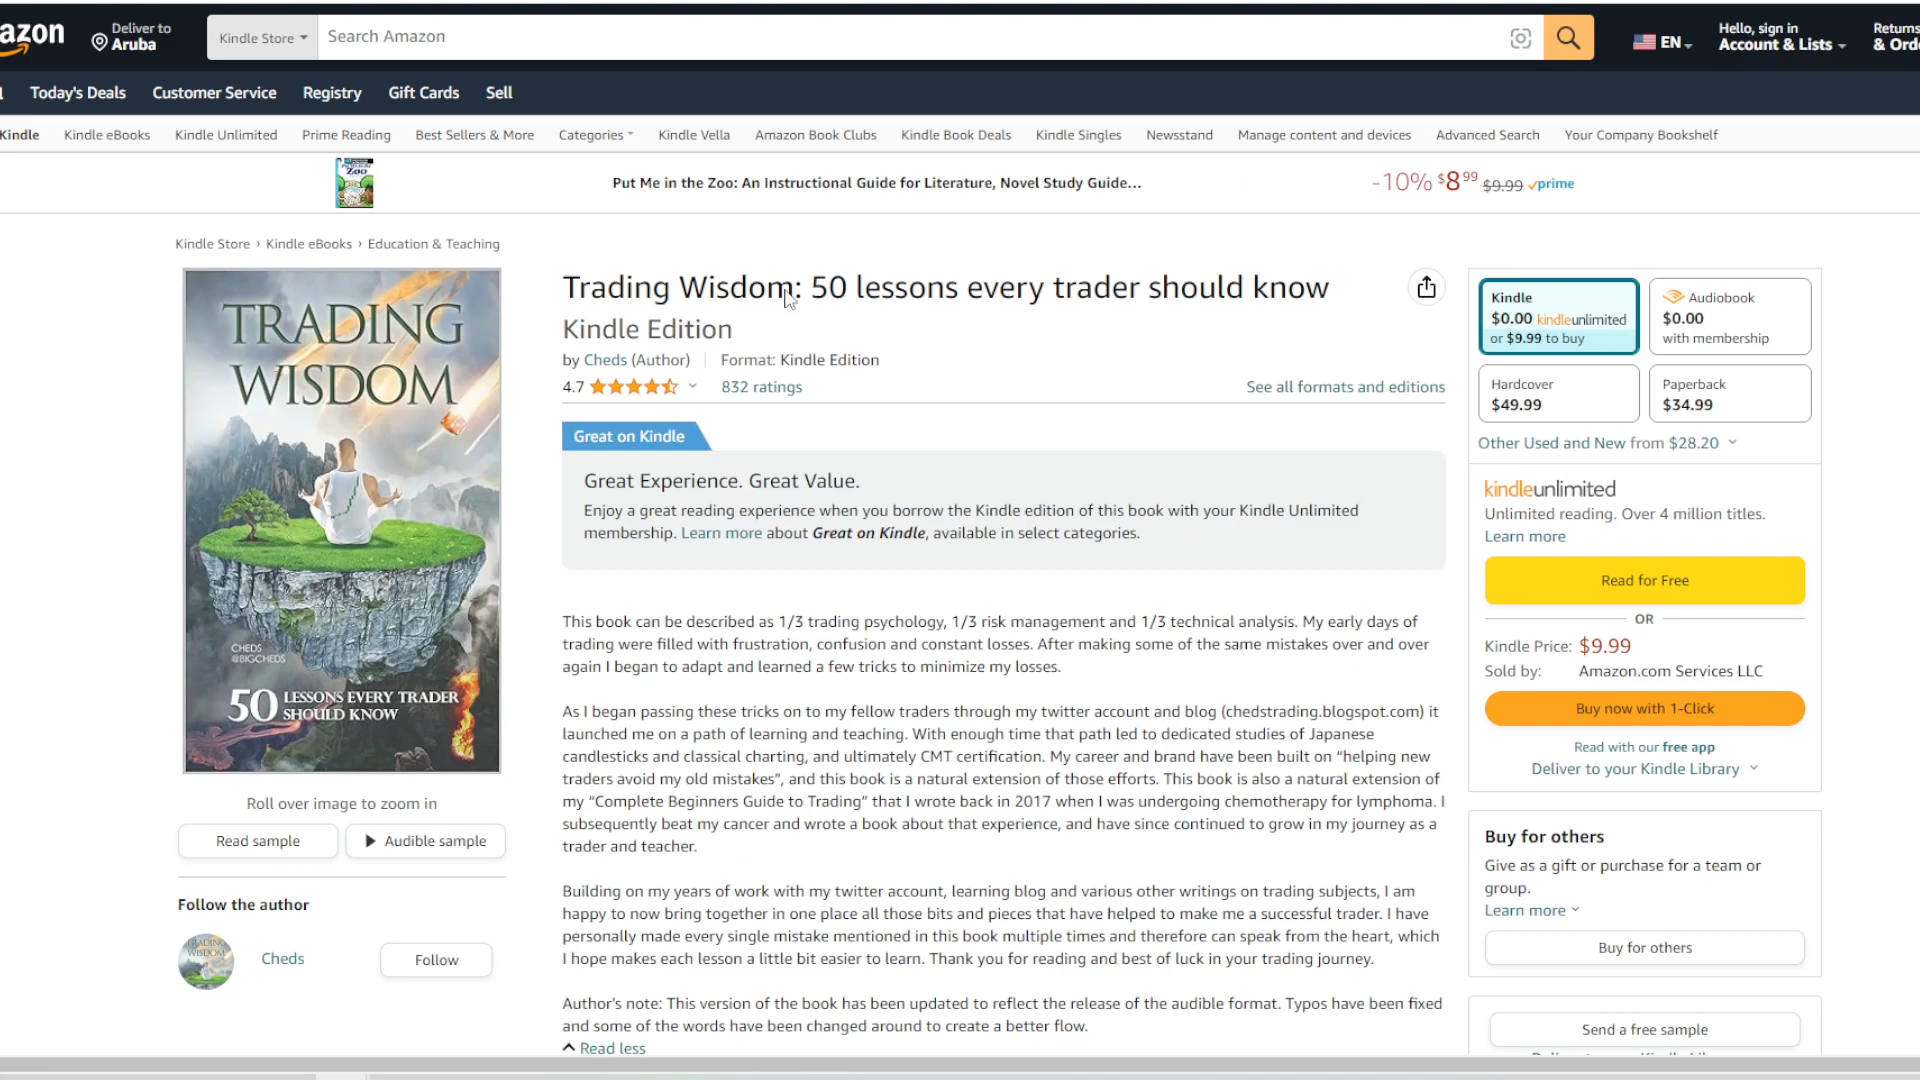 azon
Deliver to
Aruba
Kindle Store
Search Amazon
EN
Hello, sign in
Account & Lists
Returns
& Ord
Today's Deals
Customer Service
Registry
Gift Cards
Sell
Kindle
Kindle eBooks
Kindle Unlimited
Prime Reading
Best Sellers & More
Categories
Kindle Vella
Amazon Book Clubs
Kindle Book Deals
Kindle Singles
Newsstand
Manage content and devices
Advanced Search
Your Company Bookshelf
Zoo
Put Me in the Zoo: An Instructional Guide for Literature, Novel Study Guide...
-10% $899 $9.99 prime
Kindle Store › Kindle eBooks › Education & Teaching
TRADING
WISDOM
CHEDS
@BIGCHEDS
50 LESSONS EVERY TRADER
SHOULD KNOW
Roll over image to zoom in
Read sample
Audible sample
Follow the author
TRADING
WISDOM
Cheds
Follow
Trading Wisdom: 50 lessons every trader should know
Kindle Edition
by Cheds (Author)
Format: Kindle Edition
4.7
832 ratings
See all formats and editions
Great on Kindle
Great Experience. Great Value.
Enjoy a great reading experience when you borrow the Kindle edition of this book with your Kindle Unlimited
membership. Learn more about Great on Kindle, available in select categories.
This book can be described as 1/3 trading psychology, 1/3 risk management and 1/3 technical analysis. My early days of
trading were filled with frustration, confusion and constant losses. After making some of the same mistakes over and over
again I began to adapt and learned a few tricks to minimize my losses.
As I began passing these tricks on to my fellow traders through my twitter account and blog (chedstrading.blogspot.com) it
launched me on a path of learning and teaching. With enough time that path led to dedicated studies of Japanese
candlesticks and classical charting, and ultimately CMT certification. My career and brand have been built on “helping new
traders avoid my old mistakes”, and this book is a natural extension of those efforts. This book is also a natural extension of
my “Complete Beginners Guide to Trading” that I wrote back in 2017 when I was undergoing chemotherapy for lymphoma. I
subsequently beat my cancer and wrote a book about that experience, and have since continued to grow in my journey as a
trader and teacher.
Building on my years of work with my twitter account, learning blog and various other writings on trading subjects, I am
happy to now bring together in one place all those bits and pieces that have helped to make me a successful trader. I have
personally made every single mistake mentioned in this book multiple times and therefore can speak from the heart, which
I hope makes each lesson a little bit easier to learn. Thank you for reading and best of luck in your trading journey.
Author's note: This version of the book has been updated to reflect the release of the audible format. Typos have been fixed
and some of the words have been changed around to create a better flow.
Read less
Kindle
$0.00 kindleunlimited
or $9.99 to buy
Audiobook
$0.00
with membership
Hardcover
$49.99
Paperback
$34.99
Other Used and New from $28.20
kindleunlimited
Unlimited reading. Over 4 million titles.
Learn more
Read for Free
OR
Kindle Price: $9.99
Sold by: Amazon.com Services LLC
Buy now with 1-Click
Read with our free app
Deliver to your Kindle Library
Buy for others
Give as a gift or purchase for a team or
group.
Learn more
Buy for others
Send a free sample